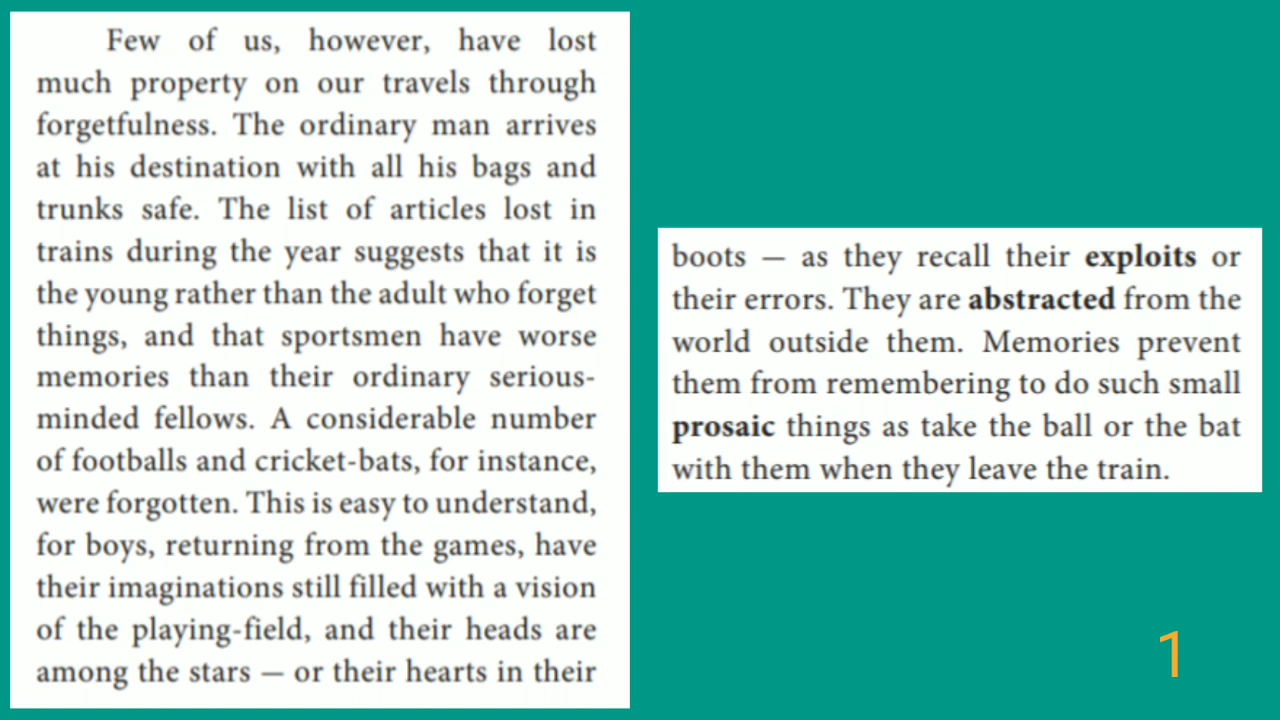 Few of us, however, have lost
much property on our travels through
forgetfulness. The ordinary man arrives
at his destination with all his bags and
trunks safe. The list of articles lost in
trains during the year suggests that it is
the young rather than the adult who forget
things, and that sportsmen have worse
memories than their ordinary serious-
minded fellows. A considerable number
of footballs and cricket-bats, for instance,
were forgotten. This is easy to understand,
for boys, returning from the games, have
their imaginations still filled with a vision
of the playing-field, and their heads are
among the stars — or their hearts in their
boots — as they recall their exploits or
their errors. They are abstracted from the
world outside them. Memories prevent
them from remembering to do such small
prosaic things as take the ball or the bat
with them when they leave the train.
1